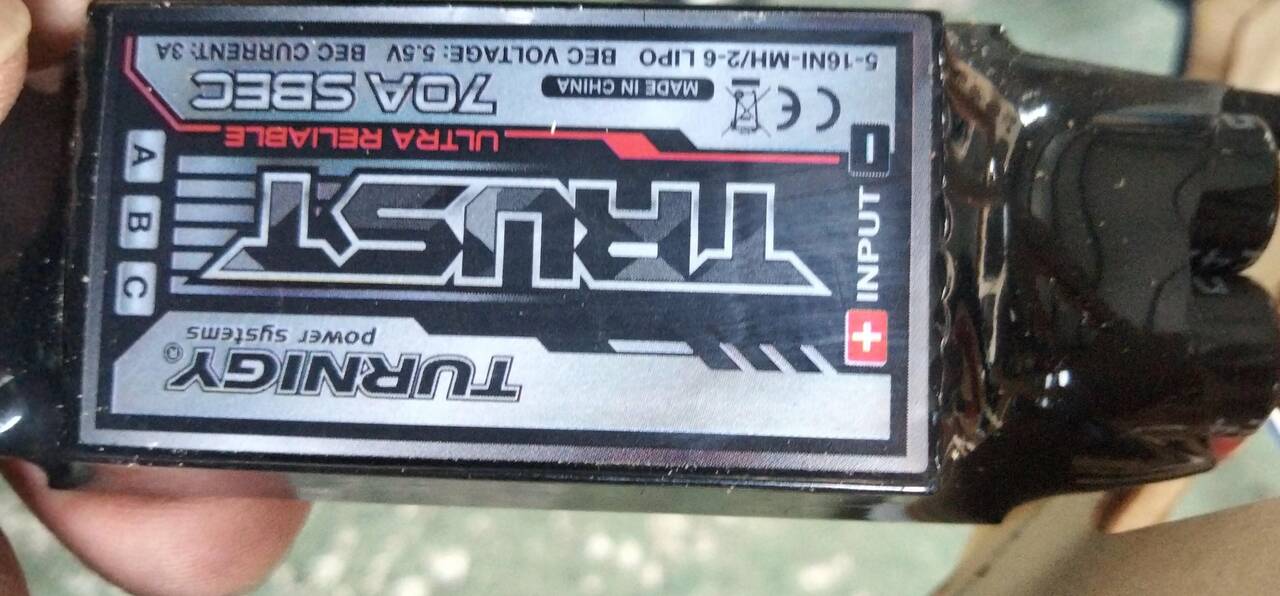 TURNIGY®
power systems
TRUST
ULTRA RELIABLE
70A SBEC
MADE IN CHINA
CE
5-16NI-MH/2-6 LIPO BEC VOLTAGE: 5.5V BEC CURRENT: 3A
- INPUT +
A B C